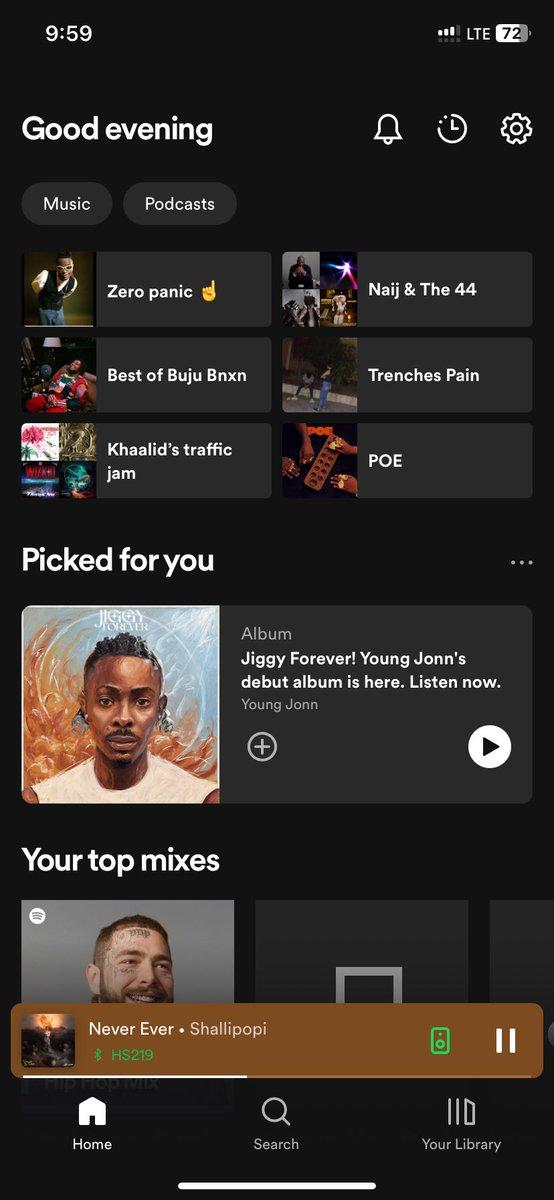 9:59
LTE 72
Good evening
Music
Podcasts
Zero panic ☝️
Naij & The 44
Best of Buju Bnxn
Trenches Pain
Khaalid’s traffic
jam
POE
Picked for you
JIGGY
FOREVER
Album
Jiggy Forever! Young Jonn's
debut album is here. Listen now.
Young Jonn
Your top mixes
Never Ever • Shallipopi
HS219
Hip Hop Mix
Home
Search
Your Library